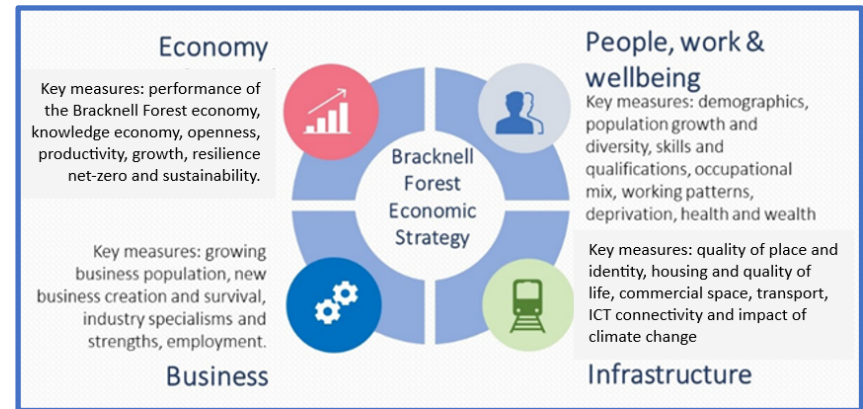 Economy
Key measures: performance of
the Bracknell Forest economy,
knowledge economy, openness,
productivity, growth, resilience
net-zero and sustainability.
People, work &
wellbeing
Key measures: demographics,
population growth and
diversity, skills and
qualifications, occupational
mix, working patterns,
deprivation, health and wealth
Bracknell
Forest
Economic
Strategy
Key measures: growing
business population, new
business creation and survival,
industry specialisms and
strengths, employment.
Business
Key measures: quality of place and
identity, housing and quality of
life, commercial space, transport,
ICT connectivity and impact of
climate change
Infrastructure